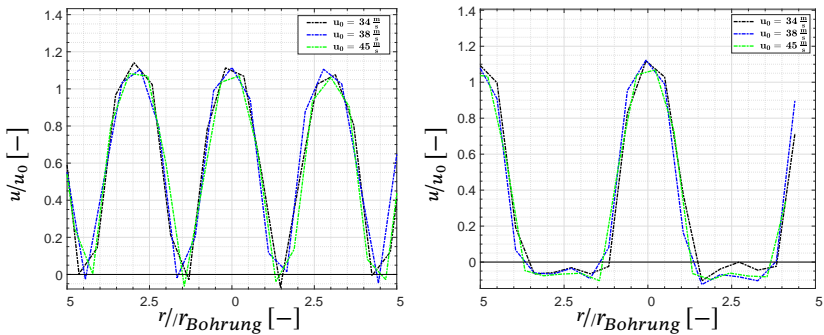 1.4
1.2
1
0.8
0.6
0.4
0.2
0
5
2.5
0
2.5
5
u/u₀ [−]
r//r_Bohrung [−]
u₀ = 34 m/s
u₀ = 38 m/s
u₀ = 45 m/s
1.4
1.2
1
0.8
0.6
0.4
0.2
0
5
2.5
0
2.5
5
u/u₀ [−]
r//r_Bohrung [−]
u₀ = 34 m/s
u₀ = 38 m/s
u₀ = 45 m/s